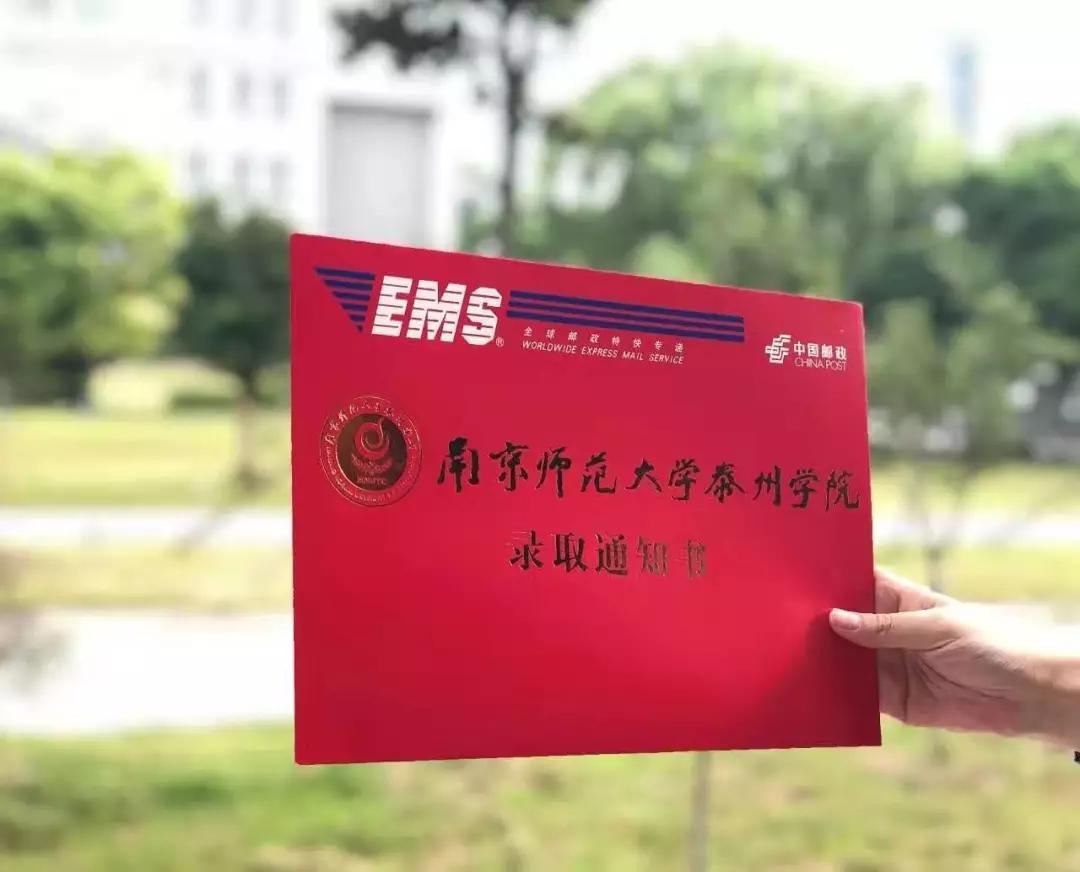 EMS®
全球邮政特快专递
WORLDWIDE EXPRESS MAIL SERVICE
中国邮政
CHINA POST
南京师范大学泰州学院
录取通知书